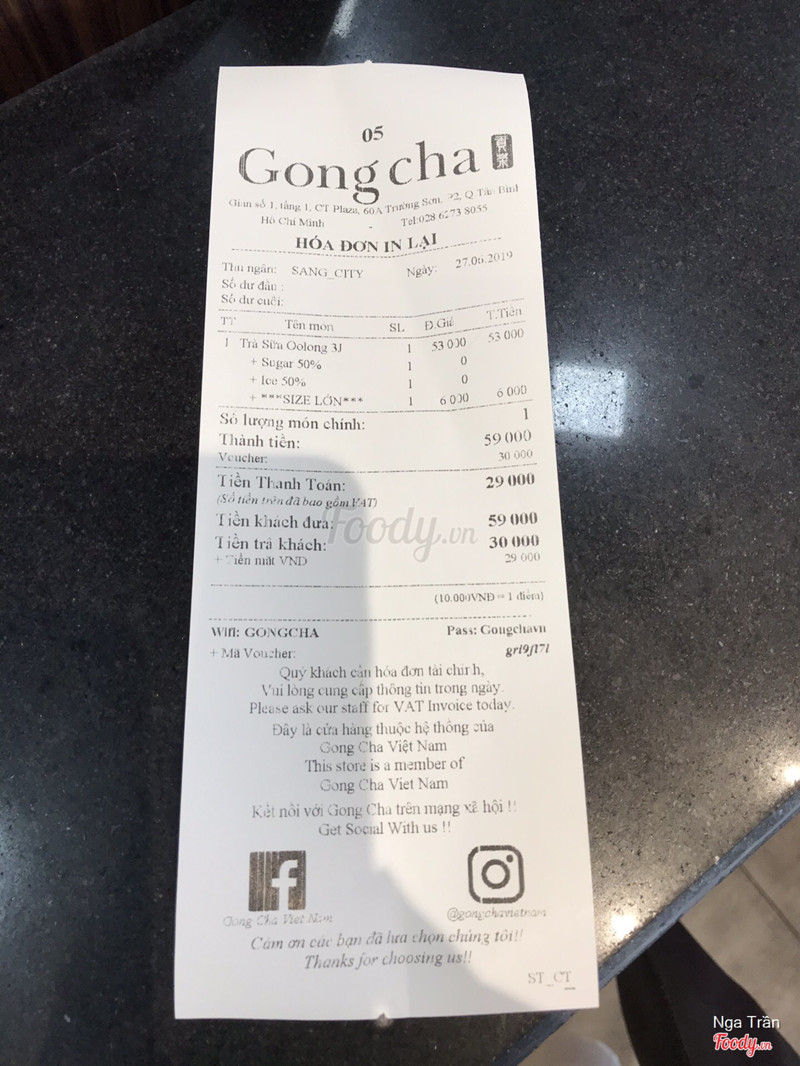 05
Gong cha 貢茶
Gian số 1, tầng 1, CT Plaza, 60A Trường Sơn, P2, Q Tân Bình
Hồ Chí Minh - Tel:028 6273 8055
HÓA ĐƠN IN LẠI
Thu ngân: SANG_CITY Ngày: 27.06.2019
Số dư đầu :
Số dư cuối:
TT Tên món SL Đ.Giá T.Tiền
1 Trà Sữa Oolong 3J 1 53 000 53 000
+ Sugar 50% 1 0
+ Ice 50% 1 0
+ ***SIZE LỚN*** 1 6 000 6 000
Số lượng món chính: 1
Thành tiền: 59 000
Voucher: 30 000
Tiền Thanh Toán: 29 000
(Số tiền trên đã bao gồm VAT)
Tiền khách đưa: 59 000
Tiền trả khách: 30 000
+ Tiền mặt VND 29 000
(10.000VNĐ = 1 điểm)
Wifi: GONGCHA Pass: Gongchavn
+ Mã Voucher: gri9f17l
Quý khách cần hóa đơn tài chính,
Vui lòng cung cấp thông tin trong ngày.
Please ask our staff for VAT Invoice today.
Đây là cửa hàng thuộc hệ thống của
Gong Cha Việt Nam
This store is a member of
Gong Cha Viet Nam
Kết nối với Gong Cha trên mạng xã hội !!
Get Social With us !!
Gong Cha Viet Nam @gongchavietnam
Cảm ơn các bạn đã lựa chọn chúng tôi!!
Thanks for choosing us!!
ST_CT_
Foody.vn
Nga Trần
Foody.vn